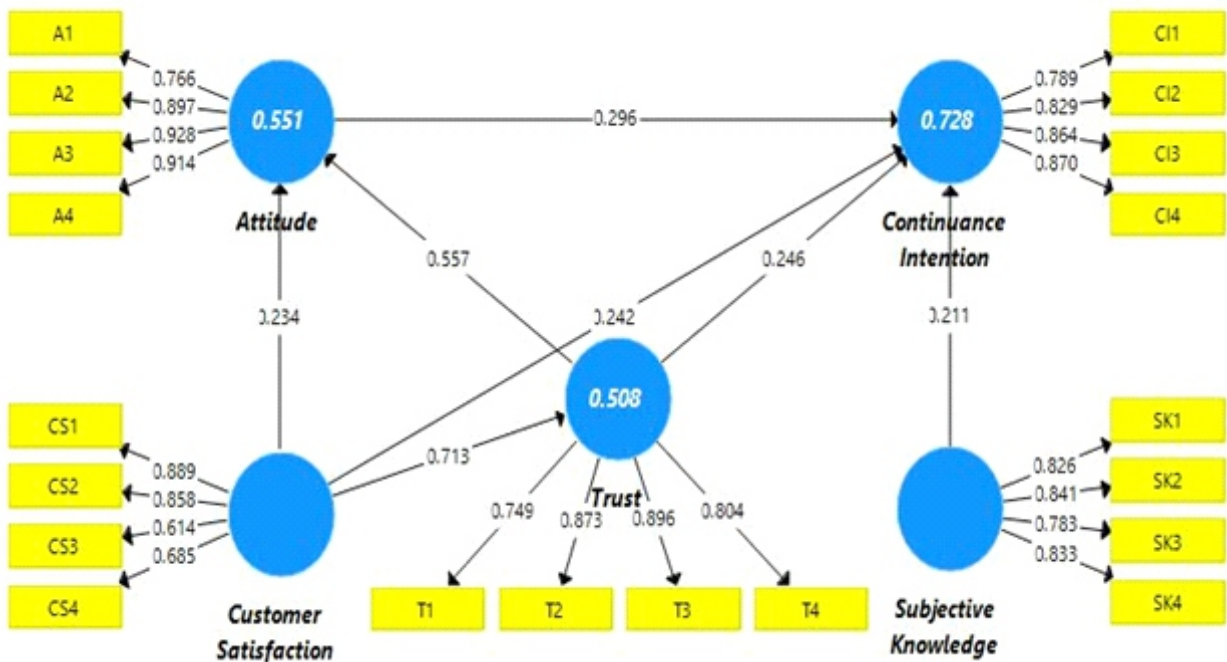 A1
A2
A3
A4
0.766
0.897
0.928
0.914
0.551
Attitude
0.296
CI1
CI2
CI3
CI4
0.789
0.829
0.864
0.870
0.728
Continuance
Intention
0.557
0.246
0.234
0.242
0.211
0.508
Trust
0.713
CS1
CS2
CS3
CS4
0.889
0.858
0.614
0.685
Customer
Satisfaction
0.749
0.873
0.896
0.804
T1
T2
T3
T4
SK1
SK2
SK3
SK4
0.826
0.841
0.783
0.833
Subjective
Knowledge